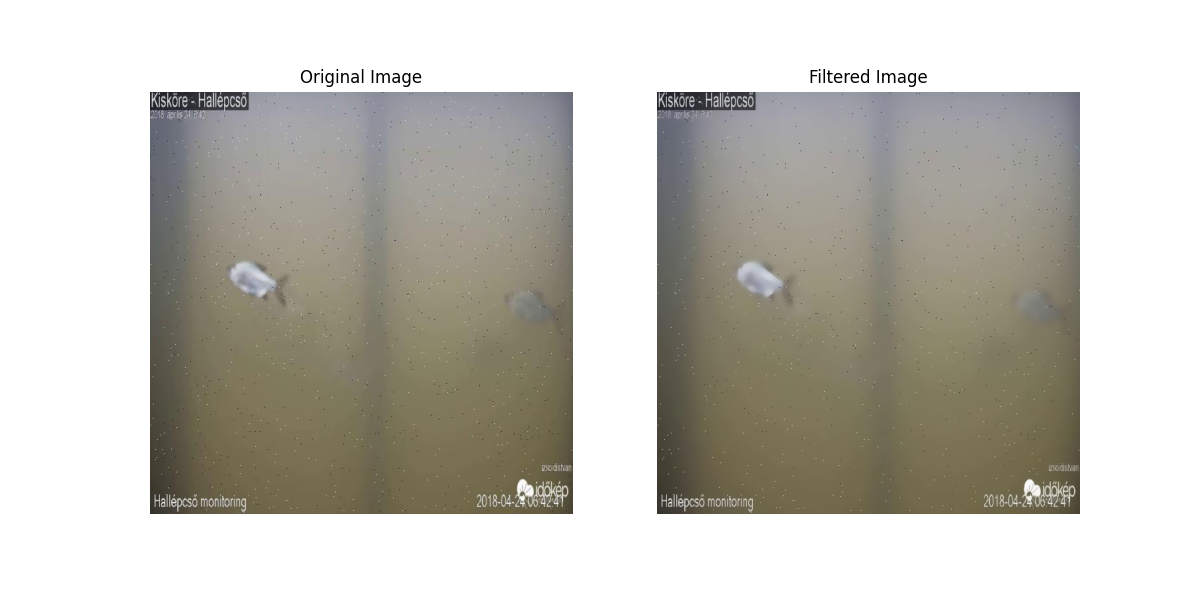 Original Image
Filtered Image
Kisköre - Hallépcső
Kisköre - Hallépcső
időkép
Hallépcső monitoring
2018-04-24 06:42:41
időkép
Hallépcső monitoring
2018-04-24 06:42:41